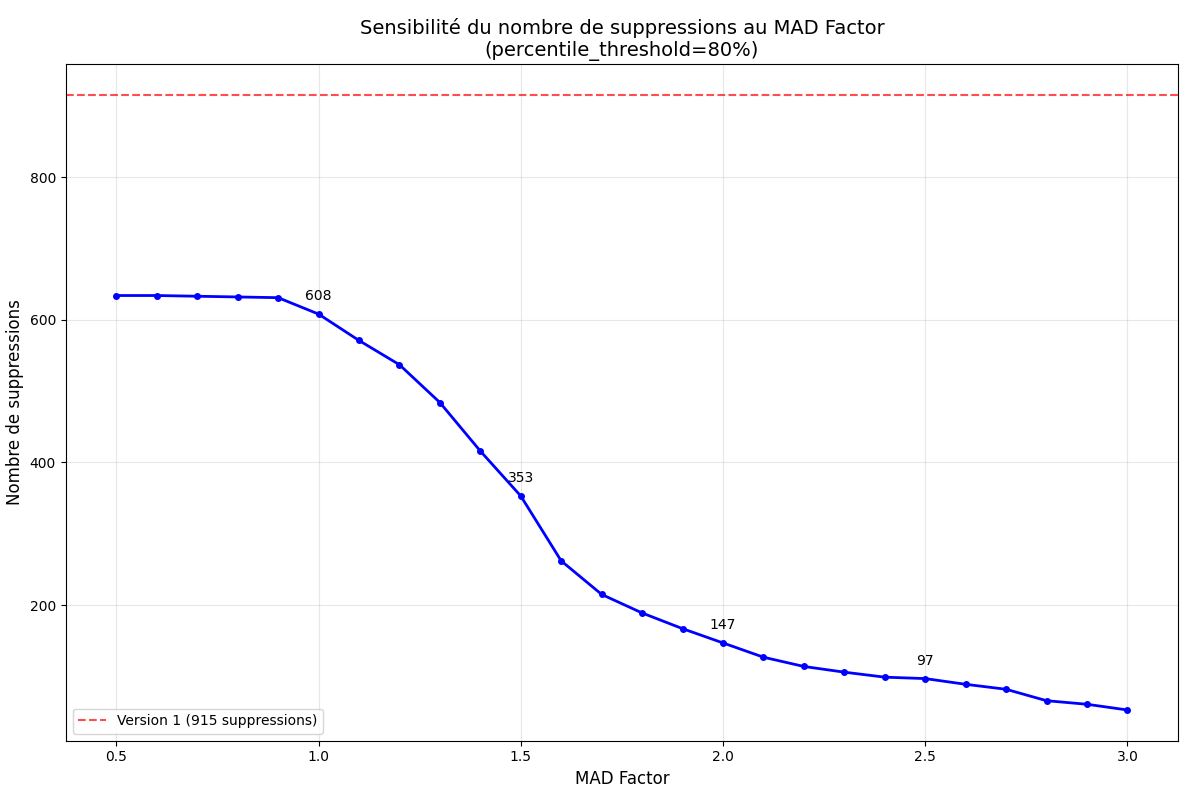 Sensibilité du nombre de suppressions au MAD Factor
(percentile_threshold=80%)
Nombre de suppressions
800
600
400
200
608
353
147
97
Version 1 (915 suppressions)
0.5
1.0
1.5
2.0
2.5
3.0
MAD Factor